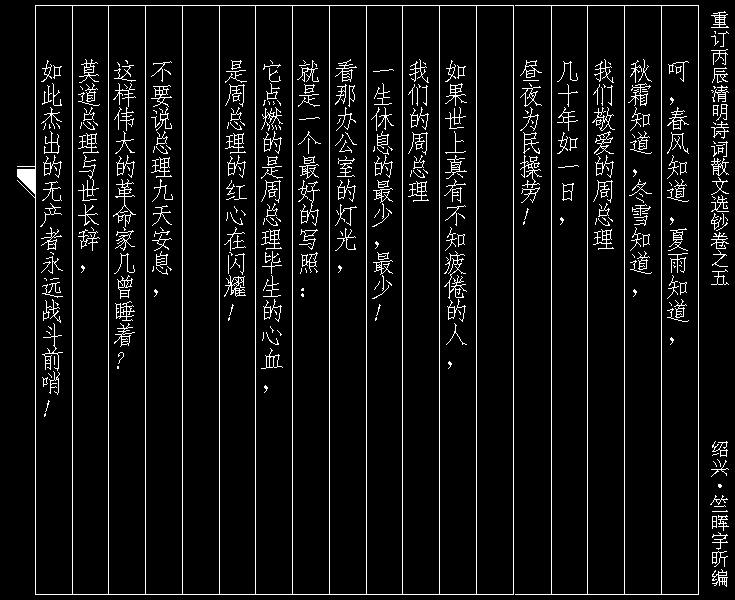 重订丙辰清明诗词散文选钞卷之五
绍兴·竺晖宇昕编
呵，春风知道，夏雨知道，
秋霜知道，冬雪知道，
我们敬爱的周总理
几十年如一日，
昼夜为民操劳！
如果世上真有不知疲倦的人，
我们的周总理
一生休息的最少，最少！
看那办公室的灯光，
就是一个最好的写照：
它点燃的是周总理毕生的心血，
是周总理的红心在闪耀！
不要说总理九天安息，
这样伟大的革命家几曾睡着？
莫道总理与世长辞，
如此杰出的无产者永远战斗前哨！